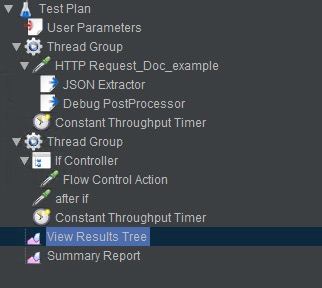 Test Plan
User Parameters
Thread Group
HTTP Request_Doc_example
JSON Extractor
Debug PostProcessor
Constant Throughput Timer
Thread Group
If Controller
Flow Control Action
after if
Constant Throughput Timer
View Results Tree
Summary Report